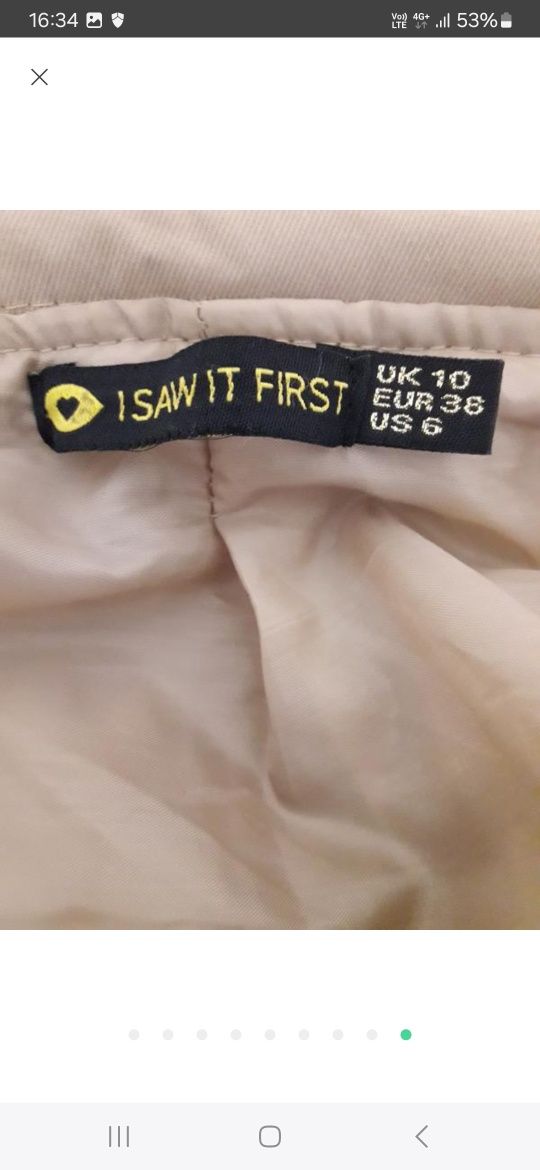 16:34
Vo)) LTE 4G+ 53%
I SAW IT FIRST
UK 10
EUR 38
US 6